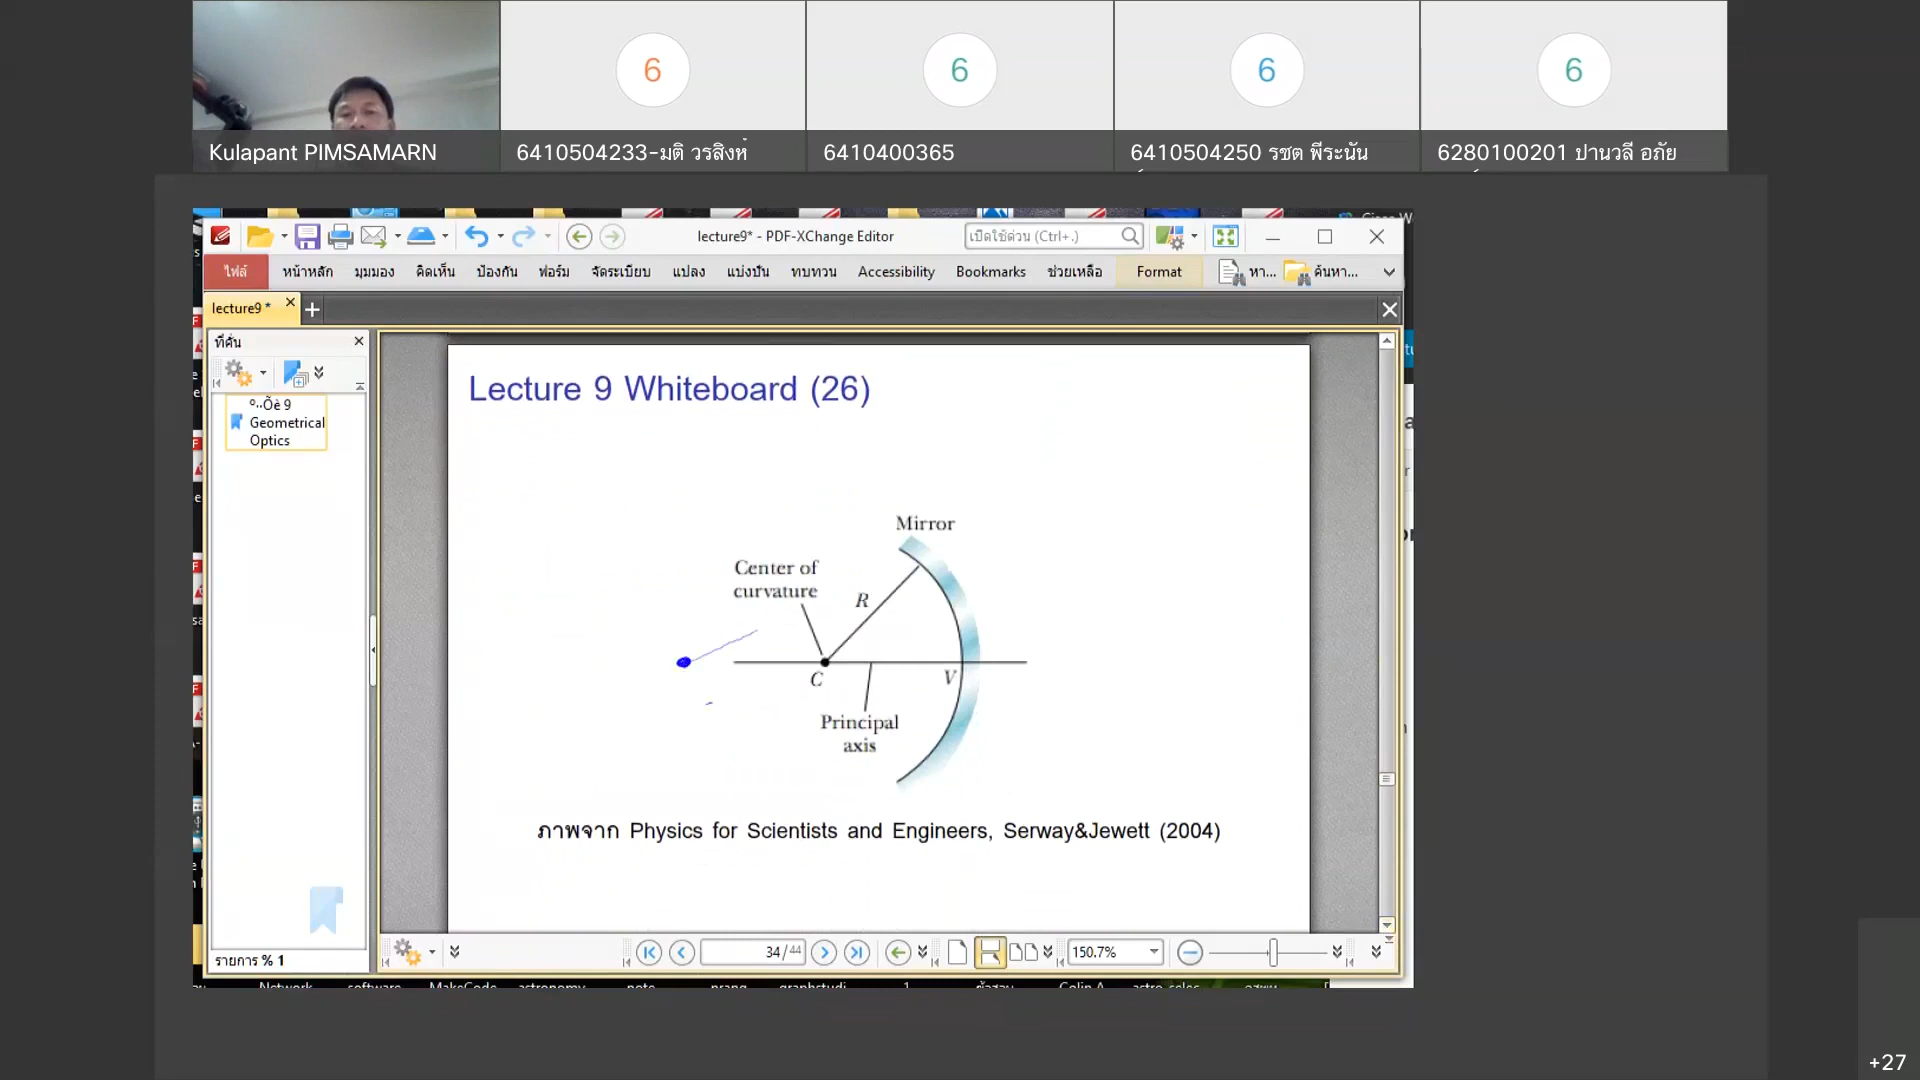 6
6
6
6
Kulapant PIMSAMARN
6410504233-มติ วรสิงห์
6410400365
6410504250 รชต พีระนัน
6280100201 ปานวลี อภัย
lecture9* - PDF-XChange Editor
เปิดใช้ด่วน (Ctrl+.)
ไฟล์ หน้าหลัก มุมมอง คิดเห็น ป้องกัน ฟอร์ม จัดระเบียบ แปลง แบ่งปัน ทบทวน Accessibility Bookmarks ช่วยเหลือ Format หา... ค้นหา...
lecture9 *
ที่คั่น
º..Õè 9
Geometrical
Optics
Lecture 9 Whiteboard (26)
Mirror
Center of
curvature
R
C
V
Principal
axis
ภาพจาก Physics for Scientists and Engineers, Serway&Jewett (2004)
รายการ % 1
34 / 44
150.7%
+27